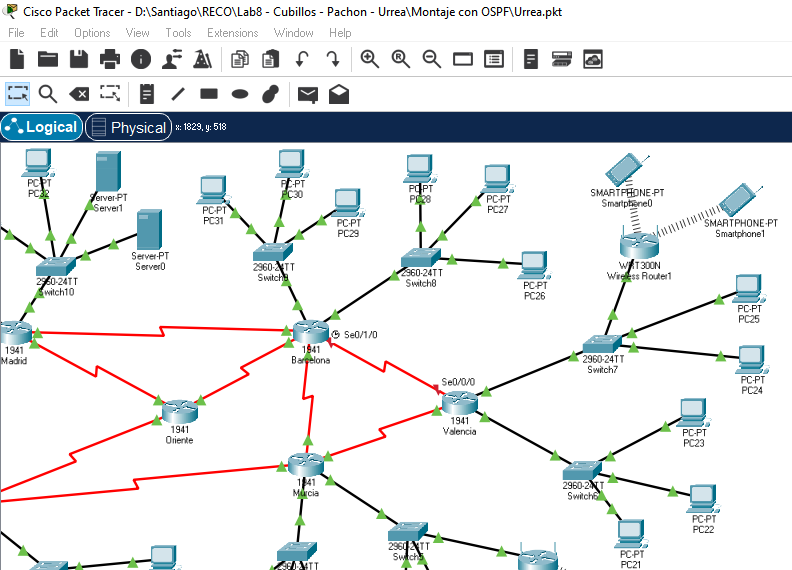 Cisco Packet Tracer - D:\Santiago\RECO\Lab8 - Cubillos - Pachon - Urrea\Montaje con OSPF\Urrea.pkt
File Edit Options View Tools Extensions Window Help
Logical Physical x: 1829, y: 518
PC-PT
PC32
Server-PT
Server1
Server-PT
Server0
2960-24TT
Switch10
PC-PT
PC31
PC-PT
PC30
PC-PT
PC29
2960-24TT
Switch9
PC-PT
PC28
PC-PT
PC27
PC-PT
PC26
2960-24TT
Switch8
SMARTPHONE-PT
Smartphone0
SMARTPHONE-PT
Smartphone1
WRT300N
Wireless Router1
PC-PT
PC25
PC-PT
PC24
2960-24TT
Switch7
1941
Madrid
1941
Barcelona
Se0/1/0
Se0/0/0
1941
Valencia
1941
Oriente
1941
Murcia
PC-PT
PC23
2960-24TT
Switch6
PC-PT
PC22
PC-PT
PC21
2960-24TT
Switch5
2960-24TT
2960-24TT